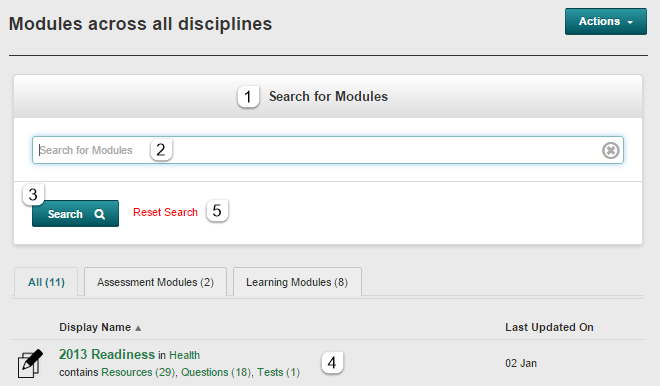 Modules across all disciplines
Actions
1 Search for Modules
Search for Modules 2
3
Search Reset Search 5
All (11) Assessment Modules (2) Learning Modules (8)
Display Name Last Updated On
2013 Readiness in Health 4
contains Resources (29), Questions (18), Tests (1) 02 Jan